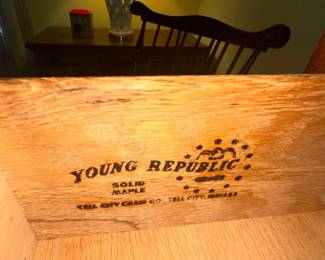 YOUNG REPUBLIC
SOLID
MAPLE
TELL CITY CHAIR CO. TELL CITY, INDIANA